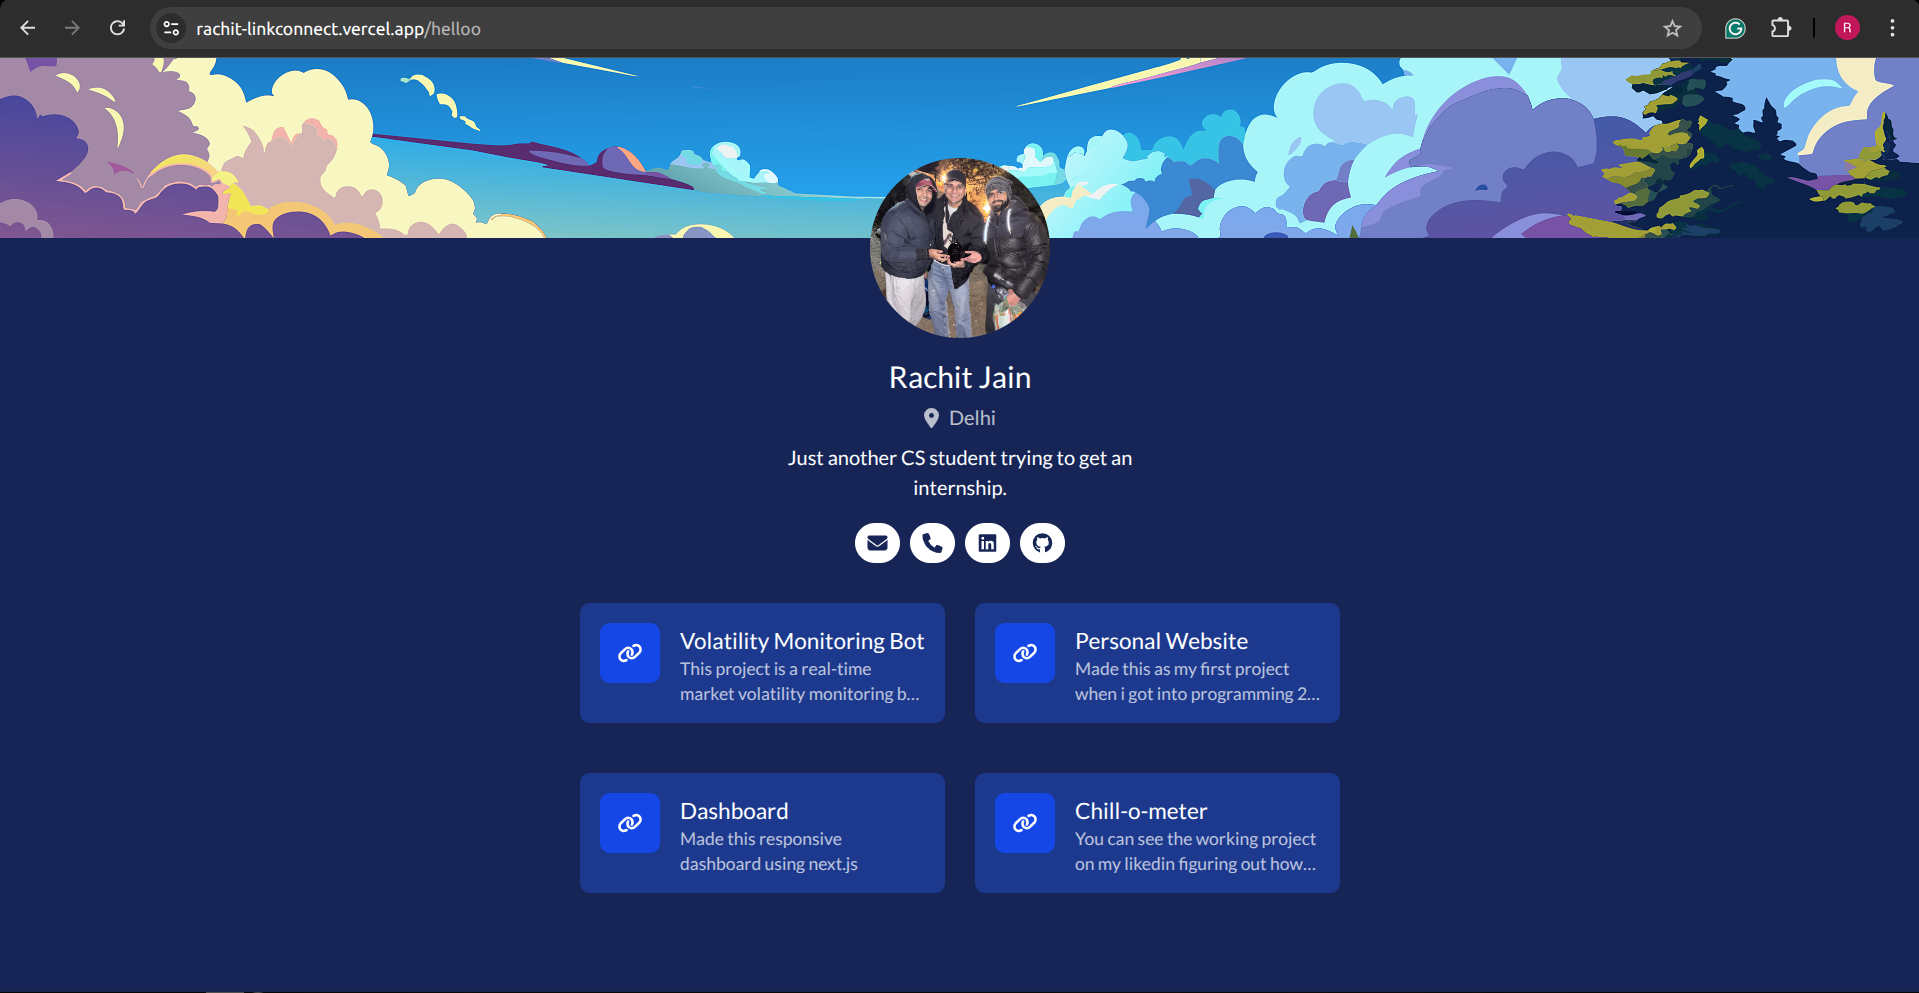 rachit-linkconnect.vercel.app/helloo
R
Rachit Jain
Delhi
Just another CS student trying to get an
internship.
Volatility Monitoring Bot
This project is a real-time
market volatility monitoring b...
Personal Website
Made this as my first project
when i got into programming 2...
Dashboard
Made this responsive
dashboard using next.js
Chill-o-meter
You can see the working project
on my likedin figuring out how...